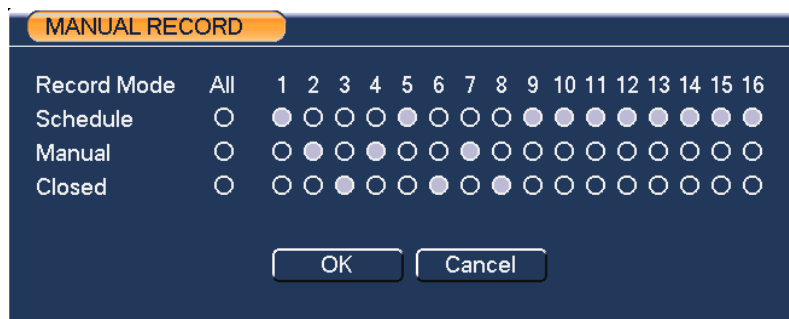 MANUAL RECORD
Record Mode All 1 2 3 4 5 6 7 8 9 10 11 12 13 14 15 16
Schedule
Manual
Closed
OK Cancel